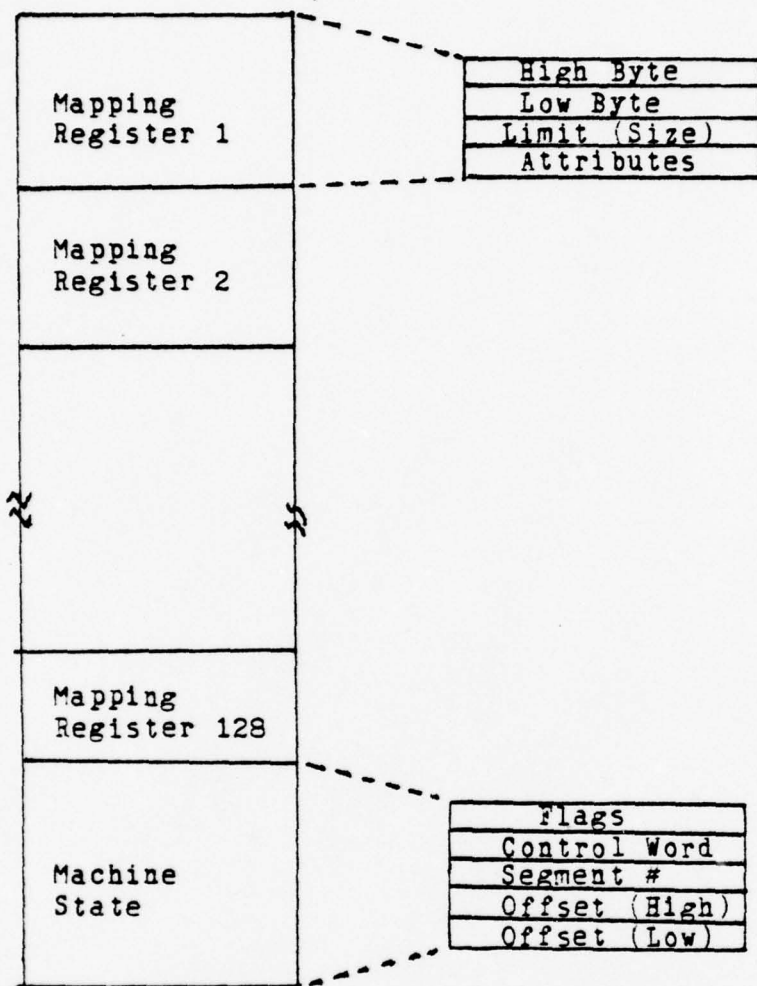 Mapping
Register 1
High Byte
Low Byte
Limit (Size)
Attributes
Mapping
Register 2
Mapping
Register 128
Machine
State
Flags
Control Word
Segment #
Offset (High)
Offset (Low)